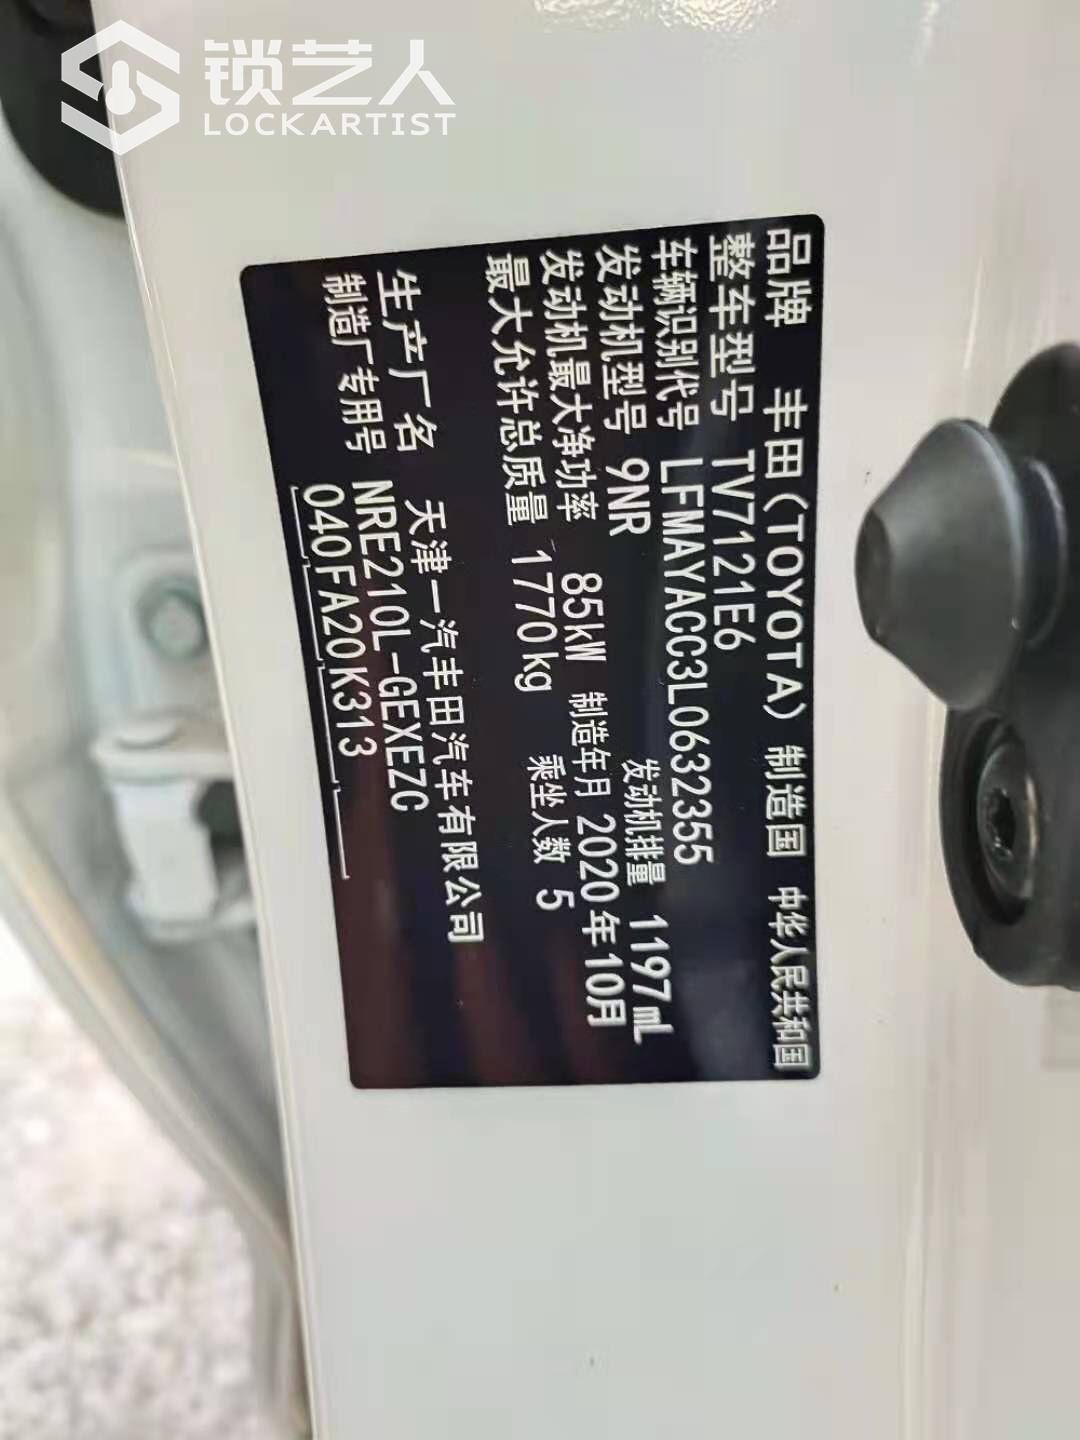 锁艺人
LOCKARTIST
品牌 丰田(TOYOTA) 制造国 中华人民共和国
整车型号 TV7121E6
车辆识别代号 LFMAYACC3L0632355
发动机型号 9NR 发动机排量 1197mL
发动机最大净功率 85kW 制造年月 2020年10月
最大允许总质量 1770kg 乘坐人数 5
生产厂名 天津一汽丰田汽车有限公司
制造厂专用号 NRE210L-GEXEZC
040FA20K313